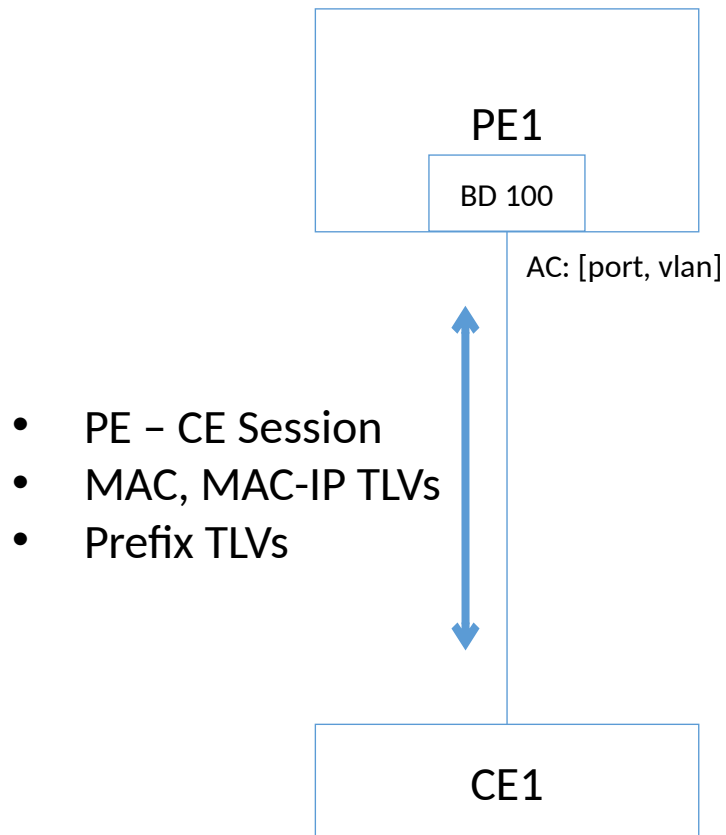 PE1
BD 100
AC: [port, vlan]
• PE – CE Session
• MAC, MAC-IP TLVs
• Prefix TLVs
CE1